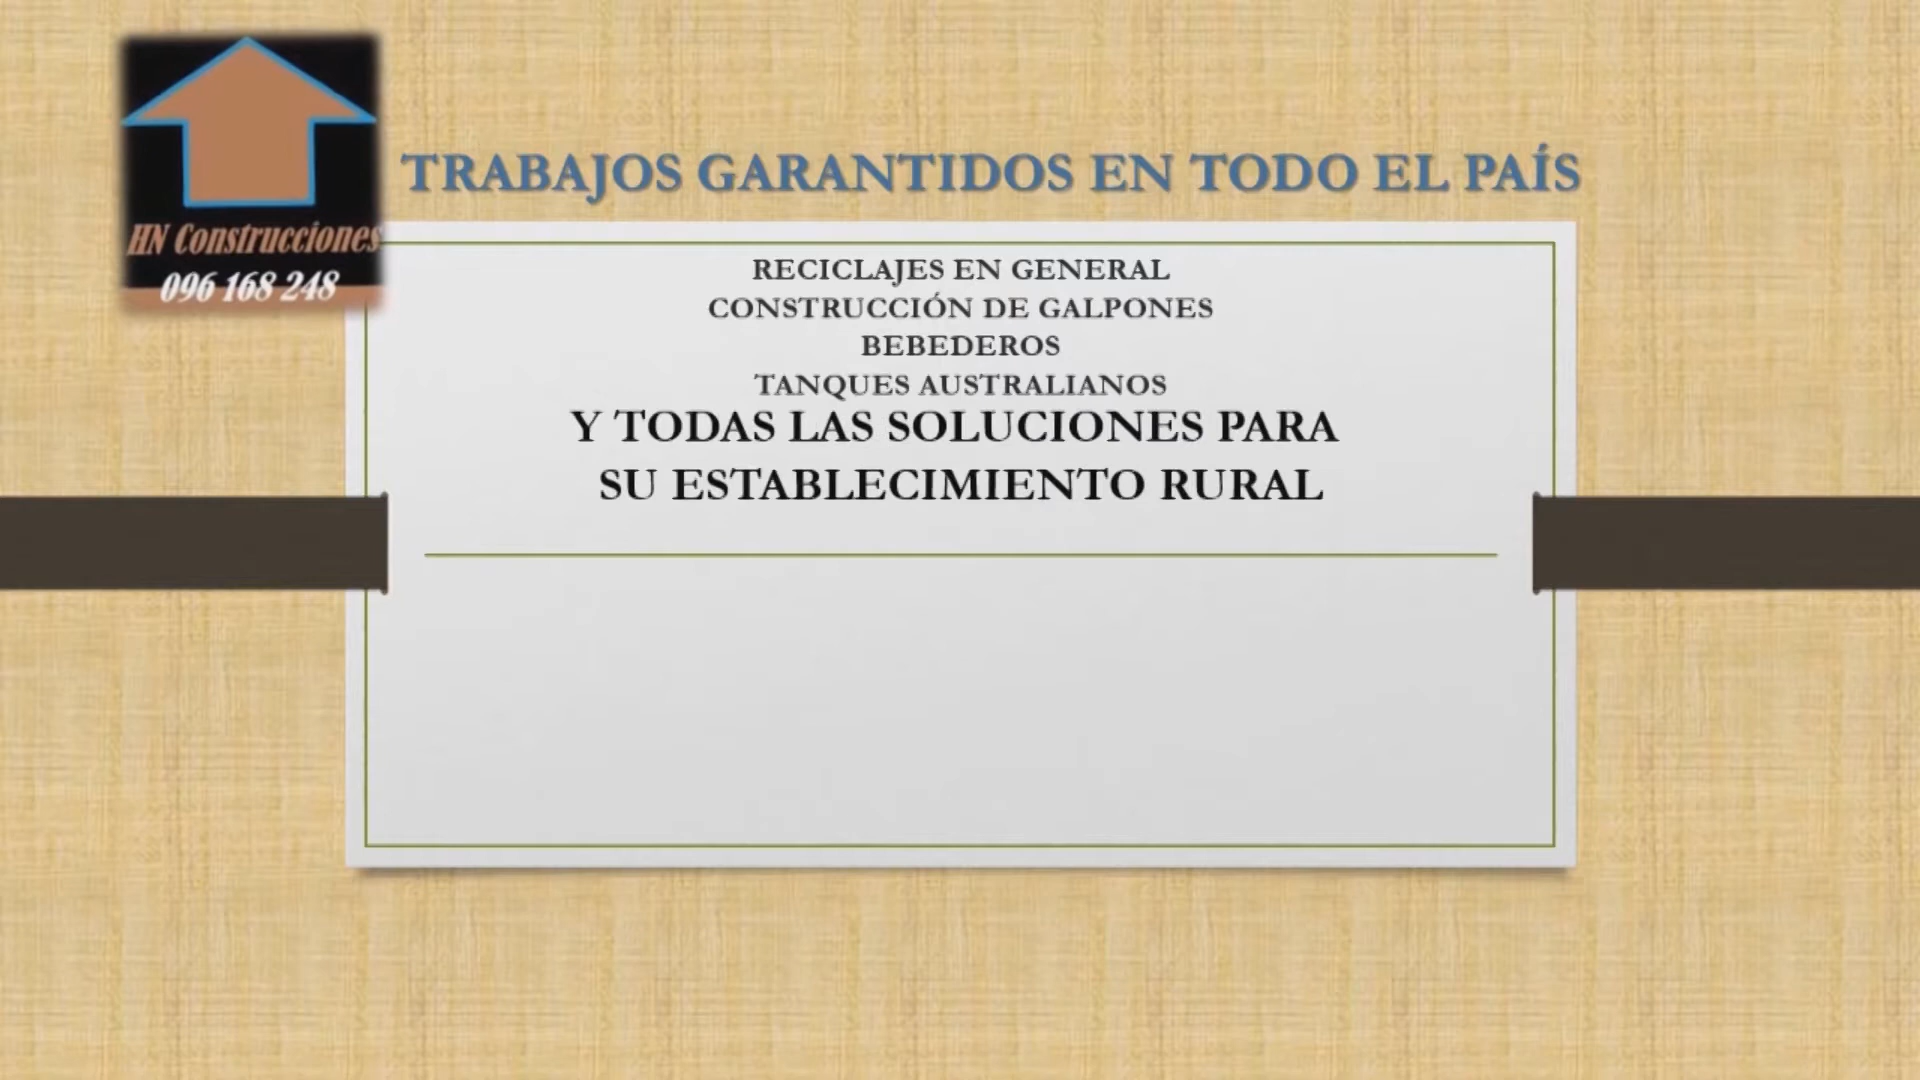 TRABAJOS GARANTIDOS EN TODO EL PAÍS
HN Construcciones
096 168 248
RECICLAJES EN GENERAL
CONSTRUCCIÓN DE GALPONES
BEBEDEROS
TANQUES AUSTRALIANOS
Y TODAS LAS SOLUCIONES PARA
SU ESTABLECIMIENTO RURAL